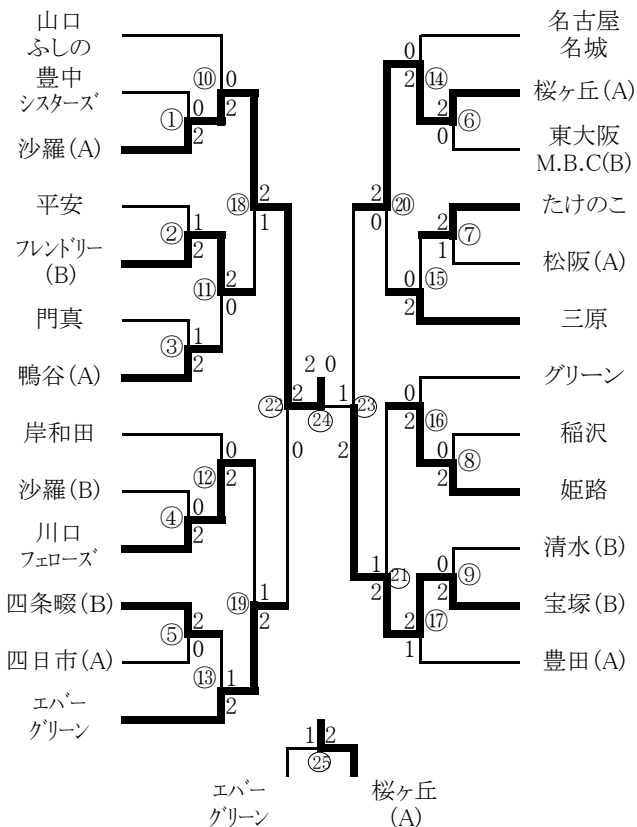 山口
ふしの
豊中
シスターズ
沙羅(A)
平安
フレンドリー
(B)
門真
鴨谷(A)
岸和田
沙羅(B)
川口
フェローズ
四条畷(B)
四日市(A)
エバー
グリーン
① 0 2
② 1 2
③ 1 2
④ 0 2
⑤ 2 0
⑩ 0 2
⑪ 2 0
⑫ 0 2
⑬ 1 2
⑱ 2 1
⑲ 1 2
㉒ 2 0
2 0
㉔
1 ㉓ 2
2 ⑳ 0
1 ㉑ 2
0 2 ⑭
0 2 ⑮
0 2 ⑯
2 1 ⑰
2 0 ⑥
2 1 ⑦
0 2 ⑧
0 2 ⑨
名古屋
名城
桜ヶ丘(A)
東大阪
M.B.C(B)
たけのこ
松阪(A)
三原
グリーン
稲沢
姫路
清水(B)
宝塚(B)
豊田(A)
1 2
㉕
エバー
グリーン
桜ヶ丘
(A)